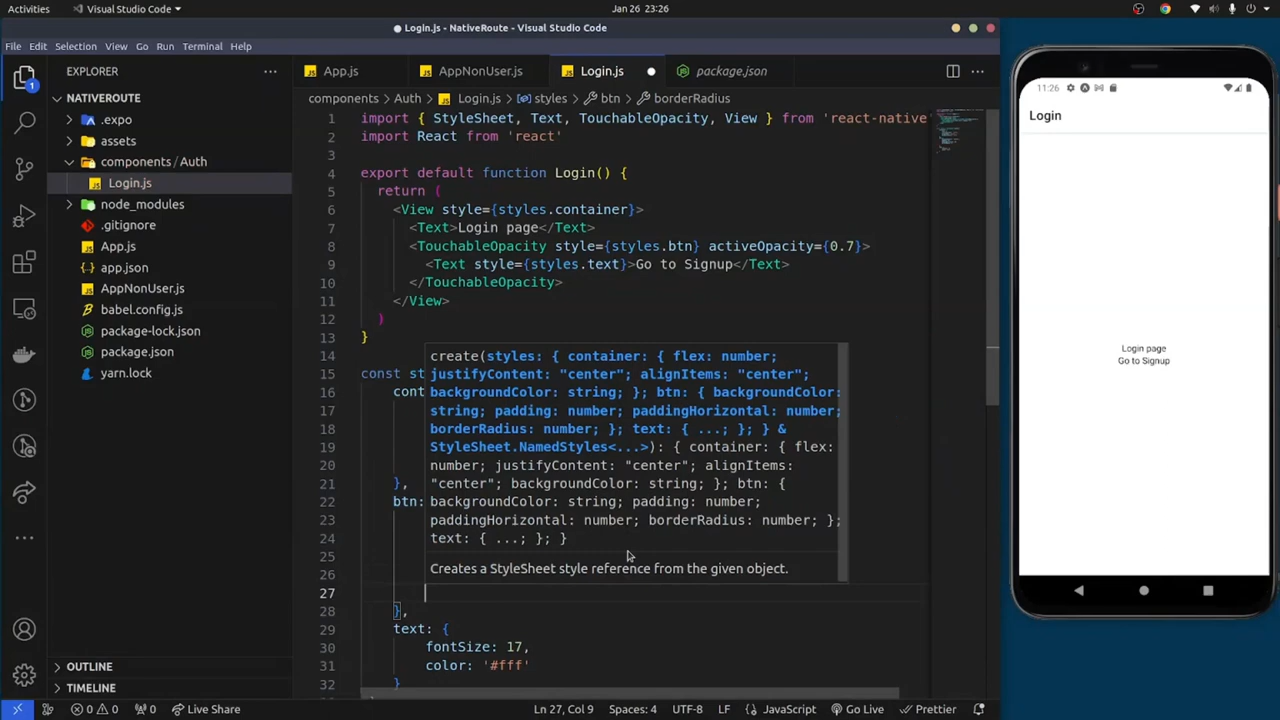 Activities
Visual Studio Code
Jan 26 23:26
Login.js - NativeRoute - Visual Studio Code
File Edit Selection View Go Run Terminal Help
EXPLORER
App.js
AppNonUser.js
Login.js
package.json
NATIVEROUTE
.expo
assets
components / Auth
Login.js
node_modules
.gitignore
App.js
app.json
AppNonUser.js
babel.config.js
package-lock.json
package.json
yarn.lock
OUTLINE
TIMELINE
1
components > Auth > Login.js > styles > btn > borderRadius
1 import { StyleSheet, Text, TouchableOpacity, View } from 'react-native
2 import React from 'react'
3
4 export default function Login() {
5 return (
6 <View style={styles.container}>
7 <Text>Login page</Text>
8 <TouchableOpacity style={styles.btn} activeOpacity={0.7}>
9 <Text style={styles.text}>Go to Signup</Text>
10 </TouchableOpacity>
11 </View>
12 )
13 }
14
15 const st
16 cont
17
18
19
20
21 },
22 btn:
23
24
25
26
27
28 },
29 text: {
30 fontSize: 17,
31 color: '#fff'
32 }
create(styles: { container: { flex: number;
justifyContent: "center"; alignItems:
"center"; backgroundColor: string; }; btn: { backgroundColor:
string; padding: number; paddingHorizontal: number;
borderRadius: number; }; text: { ...; }; } &
StyleSheet.NamedStyles<...>): { container: { flex:
number; justifyContent: "center"; alignItems:
"center"; backgroundColor: string; }; btn: {
backgroundColor: string; padding: number;
paddingHorizontal: number; borderRadius: number; };
text: { ...; }; }
Creates a StyleSheet style reference from the given object.
0 0 0 Live Share
Ln 27, Col 9 Spaces: 4 UTF-8 LF JavaScript Go Live Prettier
11:26
Login
Login page
Go to Signup